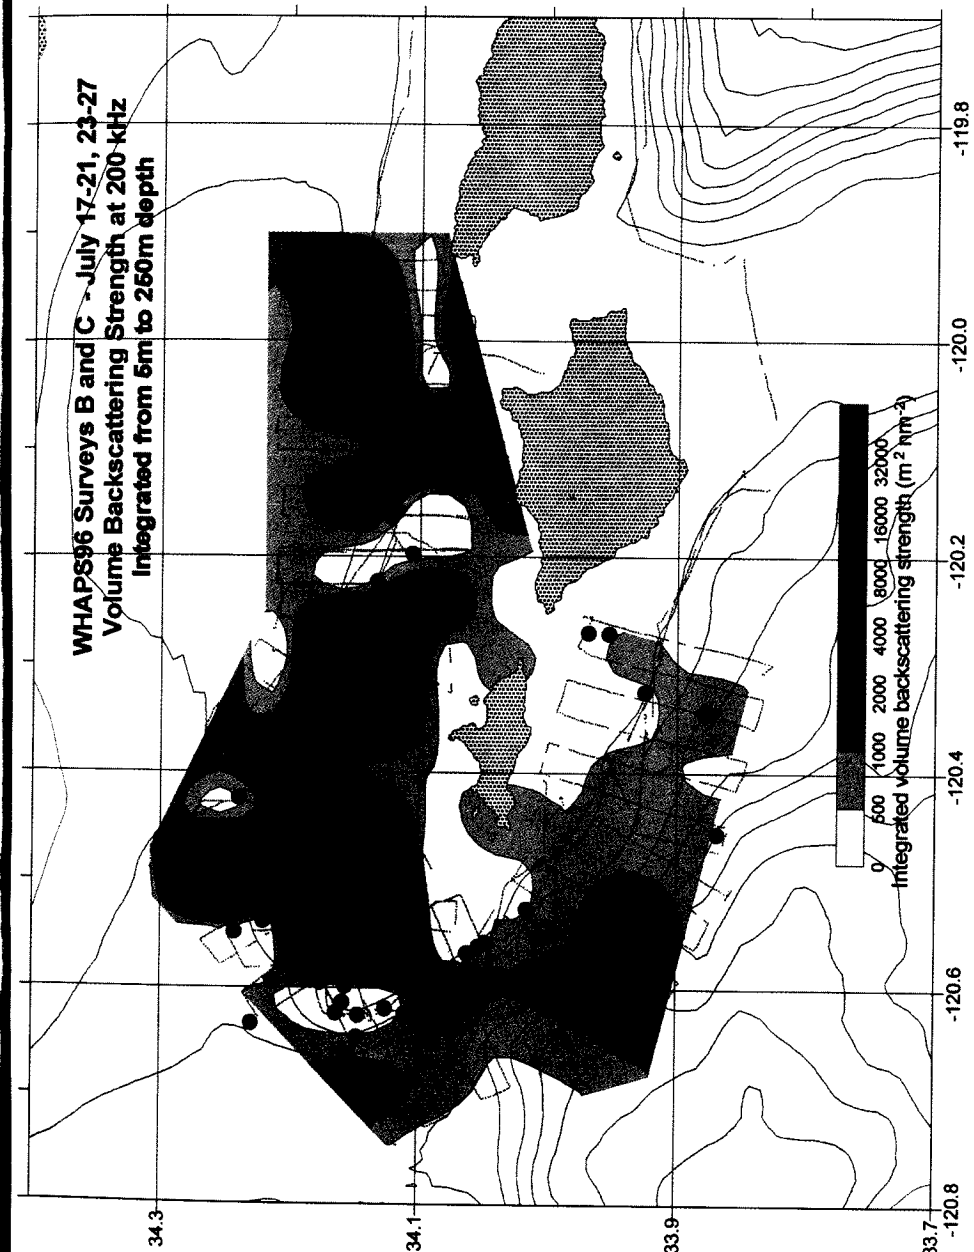 WHAPS96 Surveys B and C - July 17-21, 23-27
Volume Backscattering Strength at 200 kHz
Integrated from 5m to 250m depth
34.3
34.1
33.9
33.7
-120.8
-120.6
-120.4
-120.2
-120.0
-119.8
0 500 1000 2000 4000 8000 16000 32000
Integrated volume backscattering strength (m² nm⁻²)